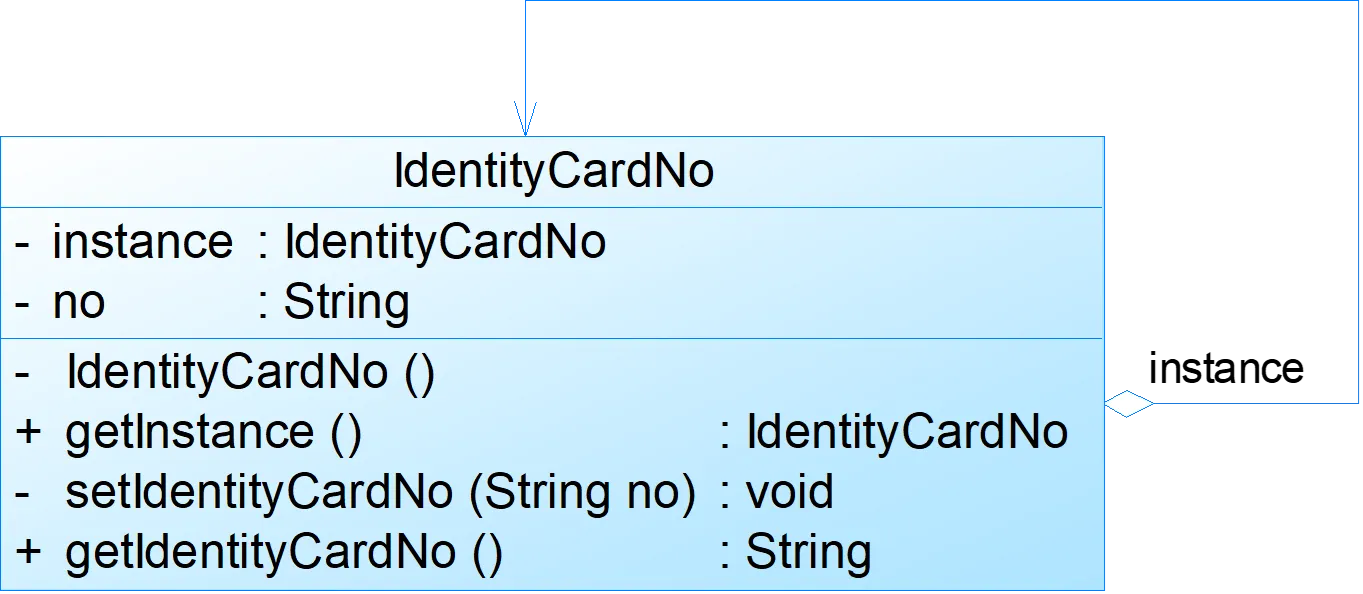 IdentityCardNo
- instance : IdentityCardNo
- no : String
- IdentityCardNo ()
+ getInstance () : IdentityCardNo
- setIdentityCardNo (String no) : void
+ getIdentityCardNo () : String
instance